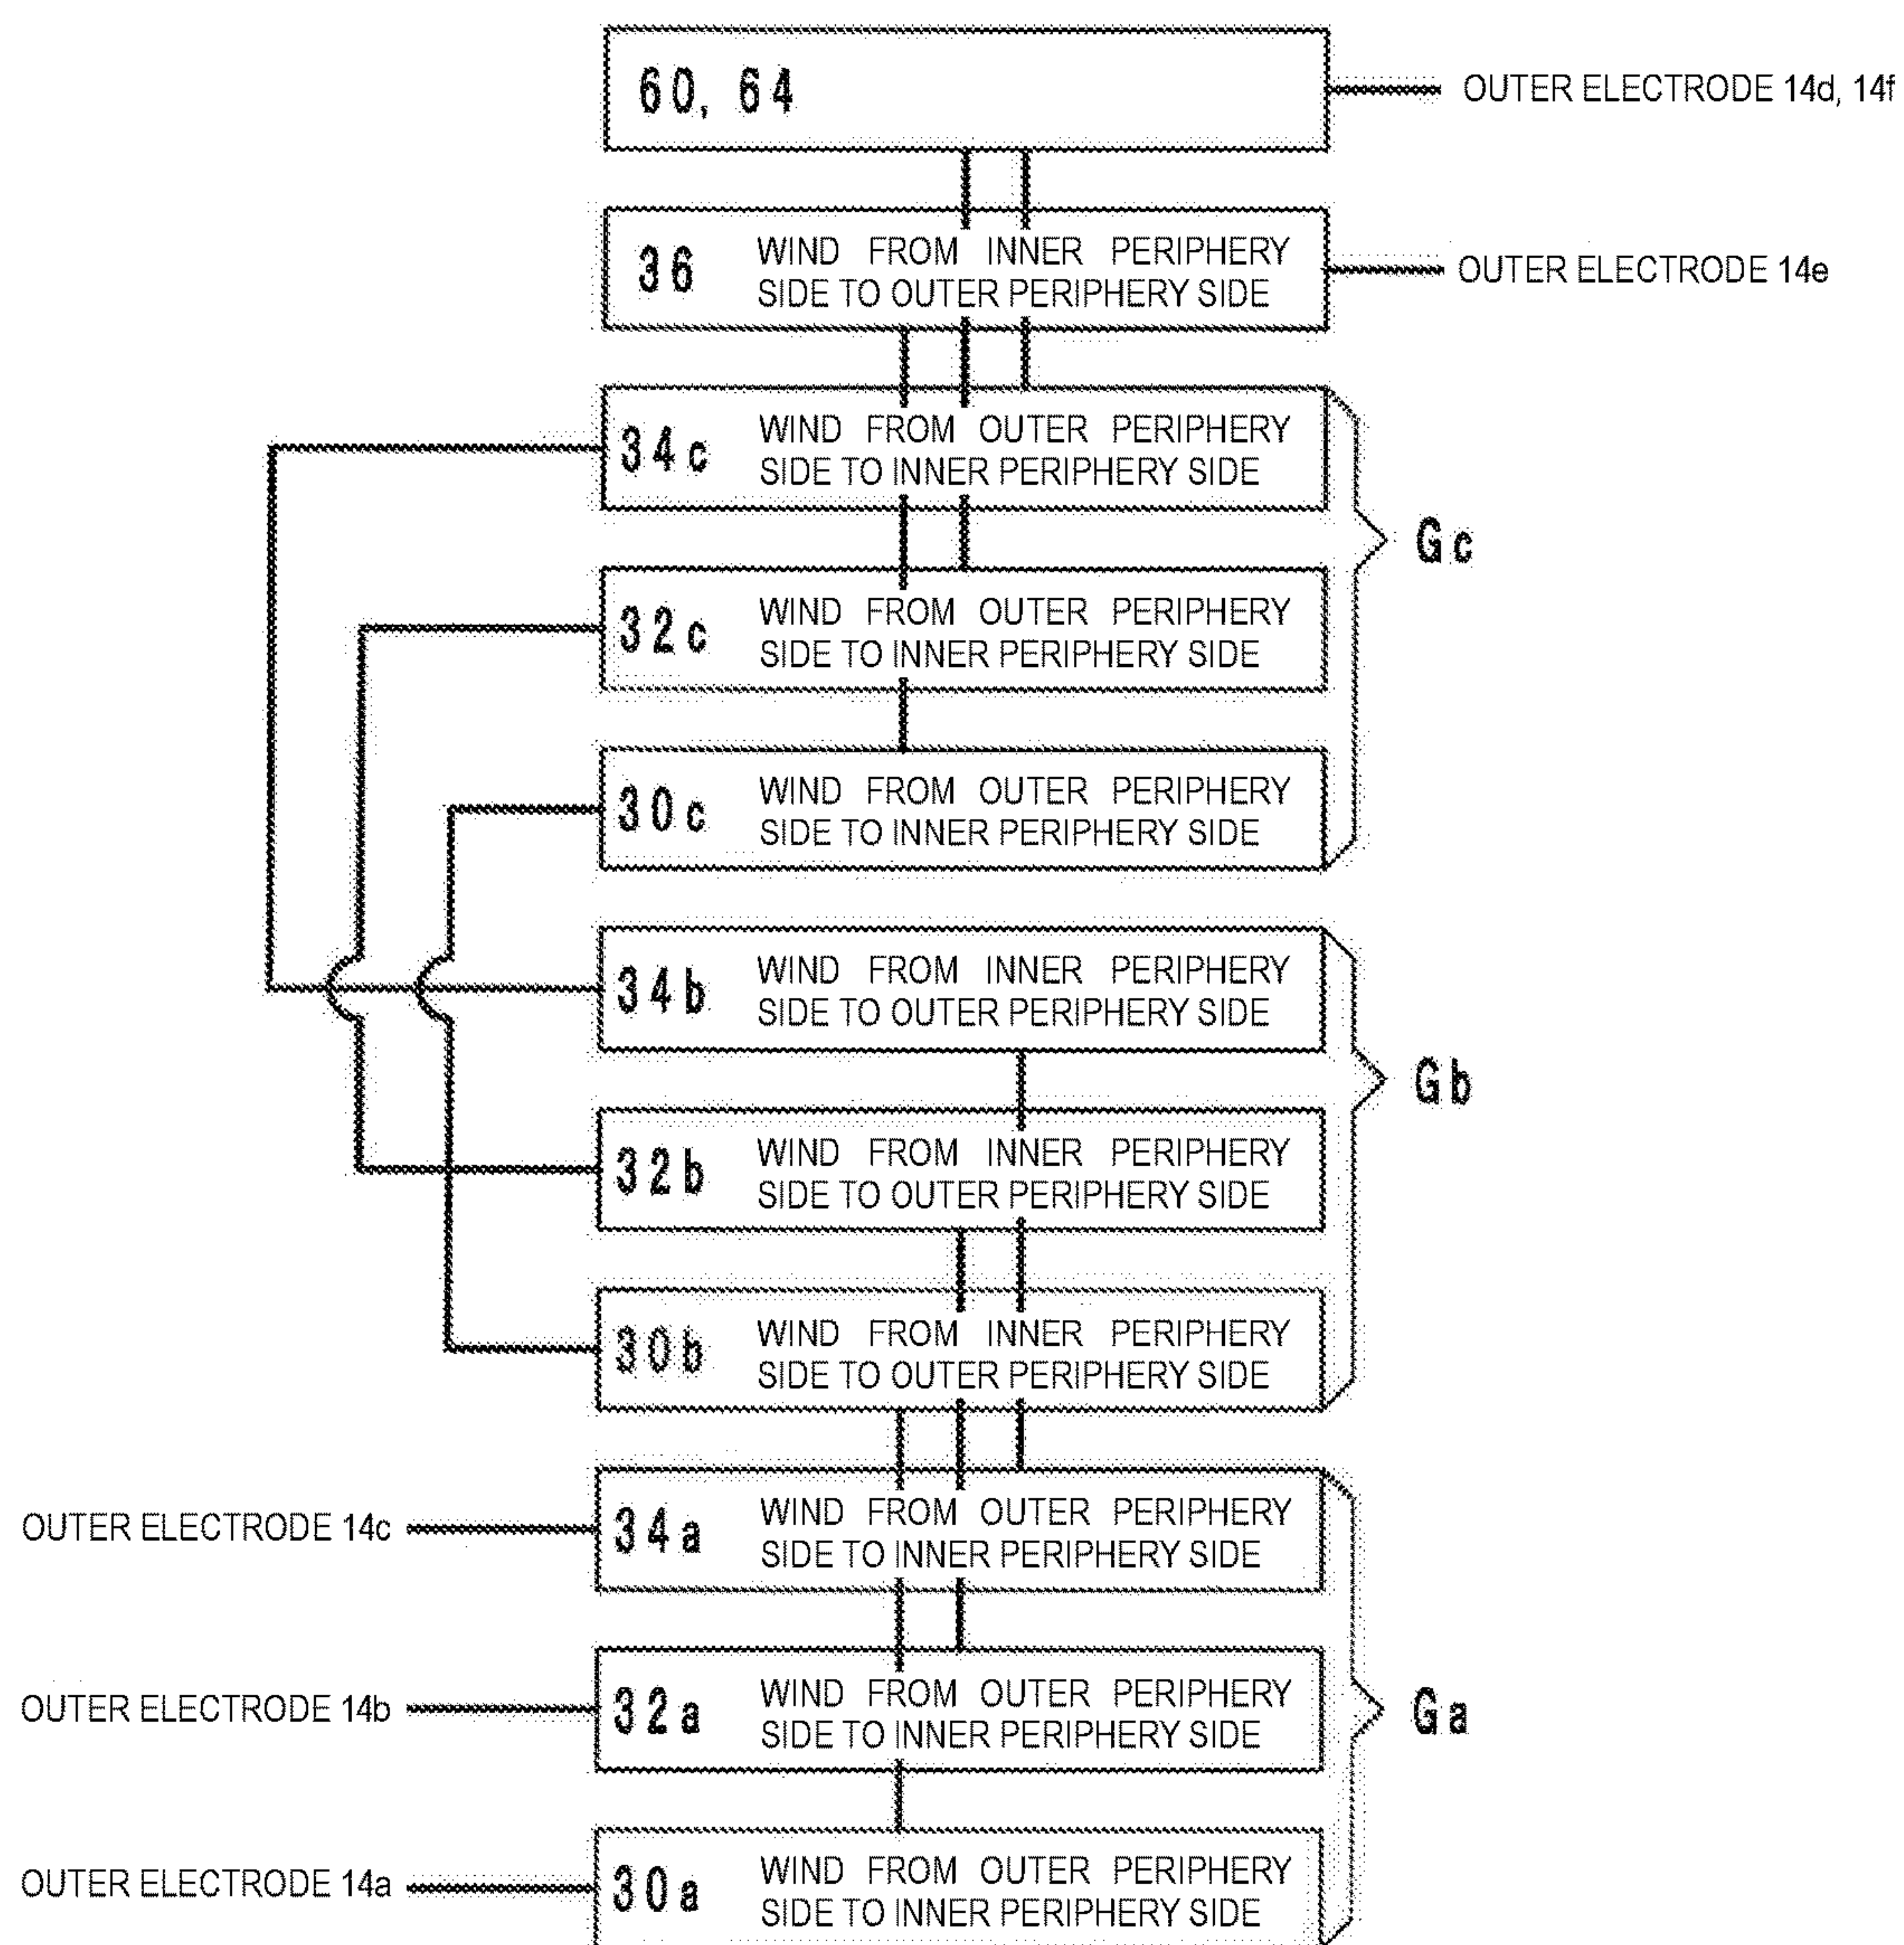 60, 64
OUTER ELECTRODE 14d, 14f
36
WIND FROM INNER PERIPHERY
SIDE TO OUTER PERIPHERY SIDE
OUTER ELECTRODE 14e
34c
WIND FROM OUTER PERIPHERY
SIDE TO INNER PERIPHERY SIDE
Gc
32c
WIND FROM OUTER PERIPHERY
SIDE TO INNER PERIPHERY SIDE
30c
WIND FROM OUTER PERIPHERY
SIDE TO INNER PERIPHERY SIDE
34b
WIND FROM INNER PERIPHERY
SIDE TO OUTER PERIPHERY SIDE
Gb
32b
WIND FROM INNER PERIPHERY
SIDE TO OUTER PERIPHERY SIDE
30b
WIND FROM INNER PERIPHERY
SIDE TO OUTER PERIPHERY SIDE
OUTER ELECTRODE 14c
34a
WIND FROM OUTER PERIPHERY
SIDE TO INNER PERIPHERY SIDE
OUTER ELECTRODE 14b
32a
WIND FROM OUTER PERIPHERY
SIDE TO INNER PERIPHERY SIDE
Ga
OUTER ELECTRODE 14a
30a
WIND FROM OUTER PERIPHERY
SIDE TO INNER PERIPHERY SIDE